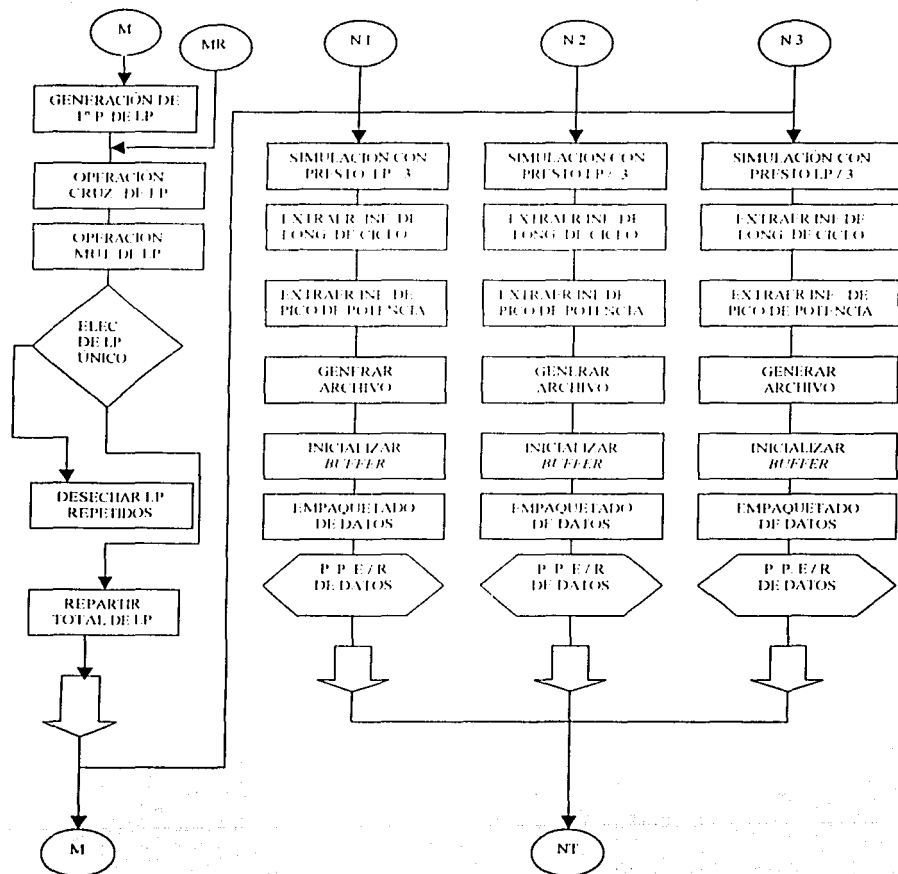 M
MR
N 1
N 2
N 3
GENERACIÓN DE
1ª P. DE LP
OPERACION
CRUZ. DE LP
OPERACION
MUT. DE LP
ELEC
DE LP
ÚNICO
DESECHAR LP
REPETIDOS
REPARTIR
TOTAL DE LP
M
SIMULACION CON
PRESTO LP / 3
EXTRAER INF. DE
LONG. DE CICLO
EXTRAER INF. DE
PICO DE POTENCIA
GENERAR
ARCHIVO
INICIALIZAR
BUFFER
EMPAQUETADO
DE DATOS
P. P. E / R
DE DATOS
SIMULACION CON
PRESTO LP / 3
EXTRAER INF. DE
LONG. DE CICLO
EXTRAER INF. DE
PICO DE POTENCIA
GENERAR
ARCHIVO
INICIALIZAR
BUFFER
EMPAQUETADO
DE DATOS
P. P. E / R
DE DATOS
SIMULACIÓN CON
PRESTO LP / 3
EXTRAER INF. DE
LONG. DE CICLO
EXTRAER INF. DE
PICO DE POTENCIA
GENERAR
ARCHIVO
INICIALIZAR
BUFFER
EMPAQUETADO
DE DATOS
P. P. E / R
DE DATOS
NT